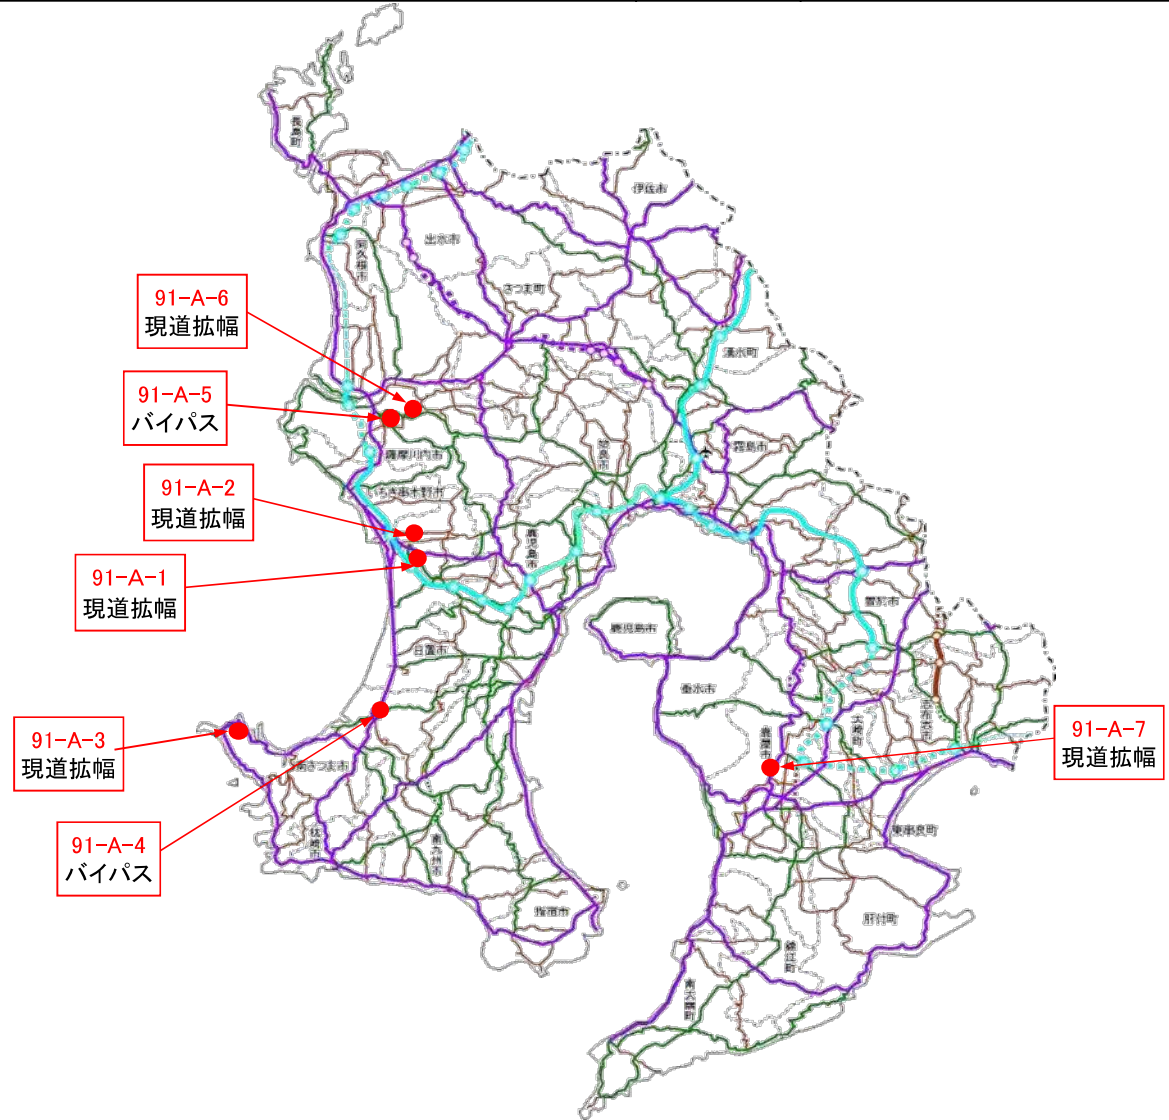 長島町
伊佐市
出水市
阿久根市
さつま町
湧水町
91-A-6
現道拡幅
91-A-5
バイパス
薩摩川内市
姶良市
霧島市
91-A-2
現道拡幅
いちき串木野市
鹿児島市
91-A-1
現道拡幅
曽於市
鹿児島市
日置市
垂水市
志布志市
大崎町
鹿屋市
91-A-3
現道拡幅
南さつま市
91-A-7
現道拡幅
91-A-4
バイパス
枕崎市
南九州市
東串良町
指宿市
肝付町
錦江町
南大隅町